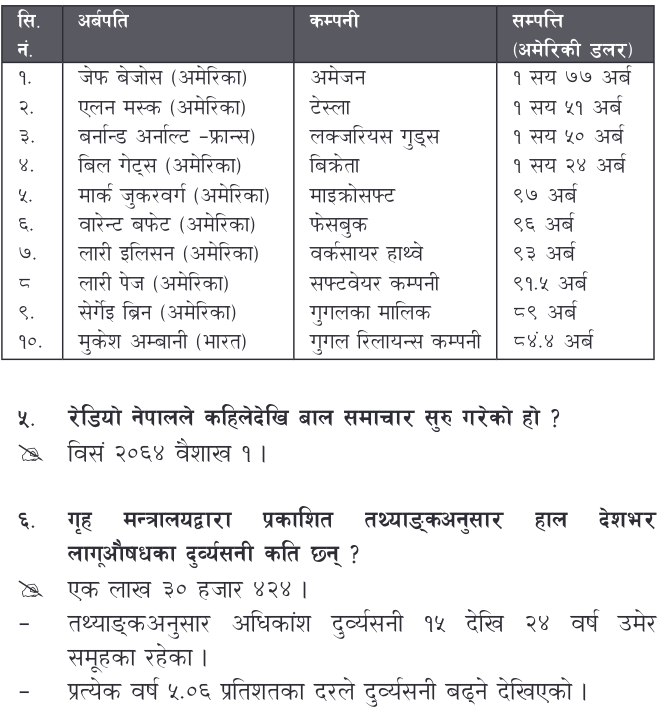 सि. नं. अर्बपति कम्पनी सम्पत्ति (अमेरिकी डलर)
१. जेफ बेजोस (अमेरिका) अमेजन १ सय ७७ अर्ब
२. एलन मस्क (अमेरिका) टेस्ला १ सय ५१ अर्ब
३. बर्नान्ड अर्नाल्ट -फ्रान्स) लक्जरियस गुड्स १ सय ५० अर्ब
४. बिल गेट्स (अमेरिका) बिक्रेता १ सय २४ अर्ब
५. मार्क जुकरवर्ग (अमेरिका) माइक्रोसफ्ट ९७ अर्ब
६. वारेन्ट बफेट (अमेरिका) फेसबुक ९६ अर्ब
७. लारी इलिसन (अमेरिका) वर्कसायर हाथ्वे ९३ अर्ब
८ लारी पेज (अमेरिका) सफ्टवेयर कम्पनी ९१.५ अर्ब
९. सेर्गेइ ब्रिन (अमेरिका) गुगलका मालिक ८९ अर्ब
१०. मुकेश अम्बानी (भारत) गुगल रिलायन्स कम्पनी ८४ं.४ अर्ब
५. रेडियो नेपालले कहिलेदेखि बाल समाचार सुरु गरेको हो ?
विसं २०६४ वैशाख १ ।
६. गृह मन्त्रालयद्वारा प्रकाशित तथ्याङ्कअनुसार हाल देशभर
लागूऔषधका दुर्व्यसनी कति छन् ?
एक लाख ३० हजार ४२४ ।
- तथ्याङ्कअनुसार अधिकांश दुर्व्यसनी १५ देखि २४ वर्ष उमेर
समूहका रहेका ।
- प्रत्येक वर्ष ५.०६ प्रतिशतका दरले दुर्व्यसनी बढ्ने देखिएको ।